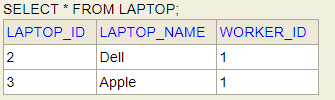 SELECT * FROM LAPTOP;
LAPTOP_ID LAPTOP_NAME WORKER_ID
2 Dell 1
3 Apple 1